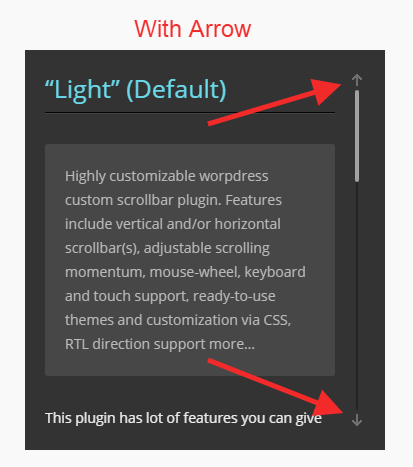 With Arrow
“Light” (Default)
Highly customizable worpdress
custom scrollbar plugin. Features
include vertical and/or horizontal
scrollbar(s), adjustable scrolling
momentum, mouse-wheel, keyboard
and touch support, ready-to-use
themes and customization via CSS,
RTL direction support more...
This plugin has lot of features you can give